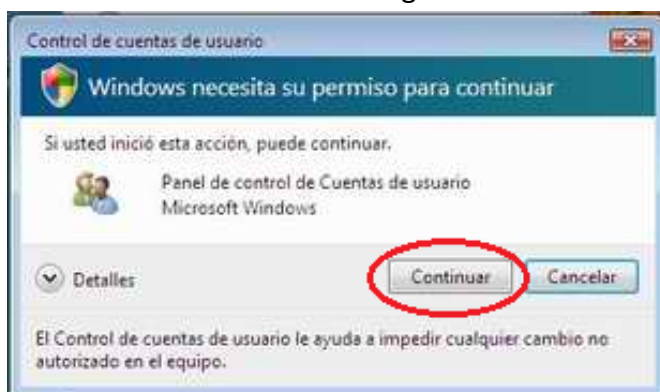 Control de cuentas de usuario
Windows necesita su permiso para continuar
Si usted inició esta acción, puede continuar.
Panel de control de Cuentas de usuario
Microsoft Windows
Detalles
Continuar
Cancelar
El Control de cuentas de usuario le ayuda a impedir cualquier cambio no
autorizado en el equipo.